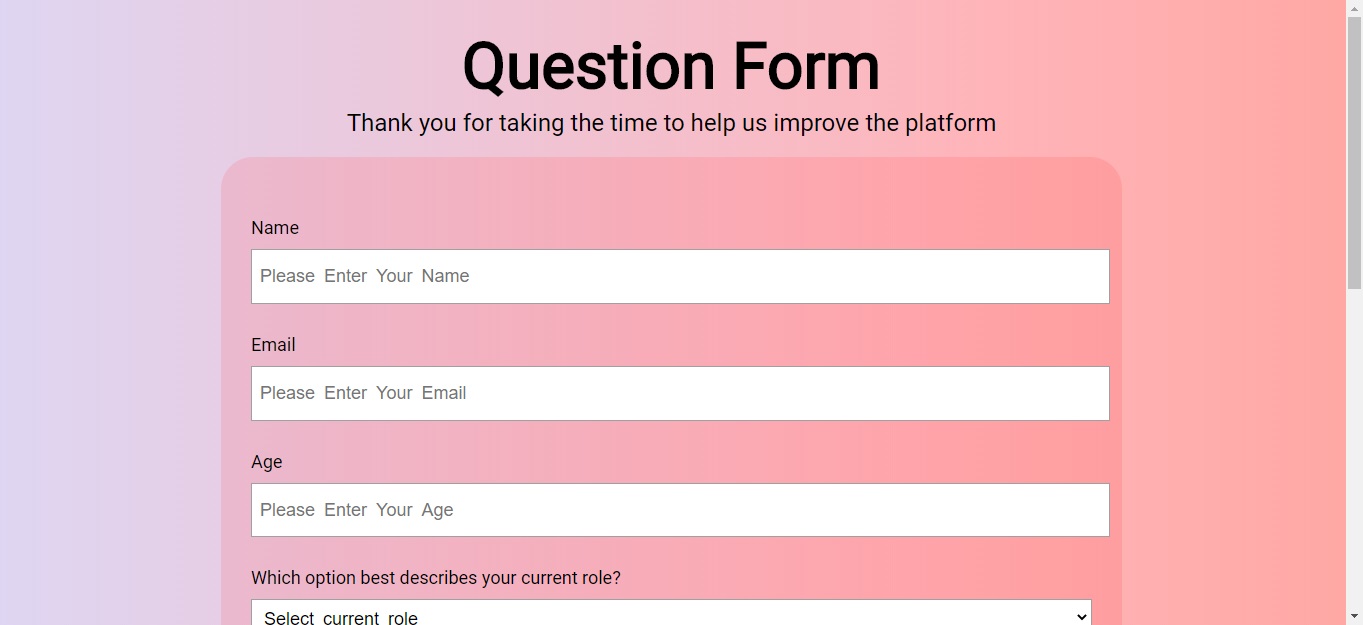 Question Form
Thank you for taking the time to help us improve the platform
Name
Please Enter Your Name
Email
Please Enter Your Email
Age
Please Enter Your Age
Which option best describes your current role?
Select current role